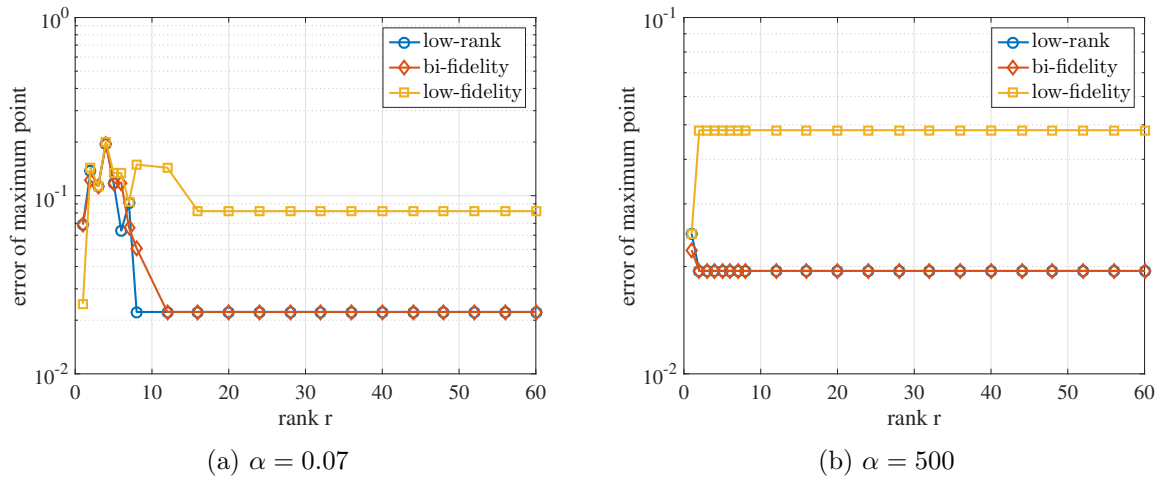 10^0
10^-1
10^-2
error of maximum point
low-rank
bi-fidelity
low-fidelity
0 10 20 30 40 50 60
rank r
(a) α = 0.07
10^-1
10^-2
error of maximum point
low-rank
bi-fidelity
low-fidelity
0 10 20 30 40 50 60
rank r
(b) α = 500